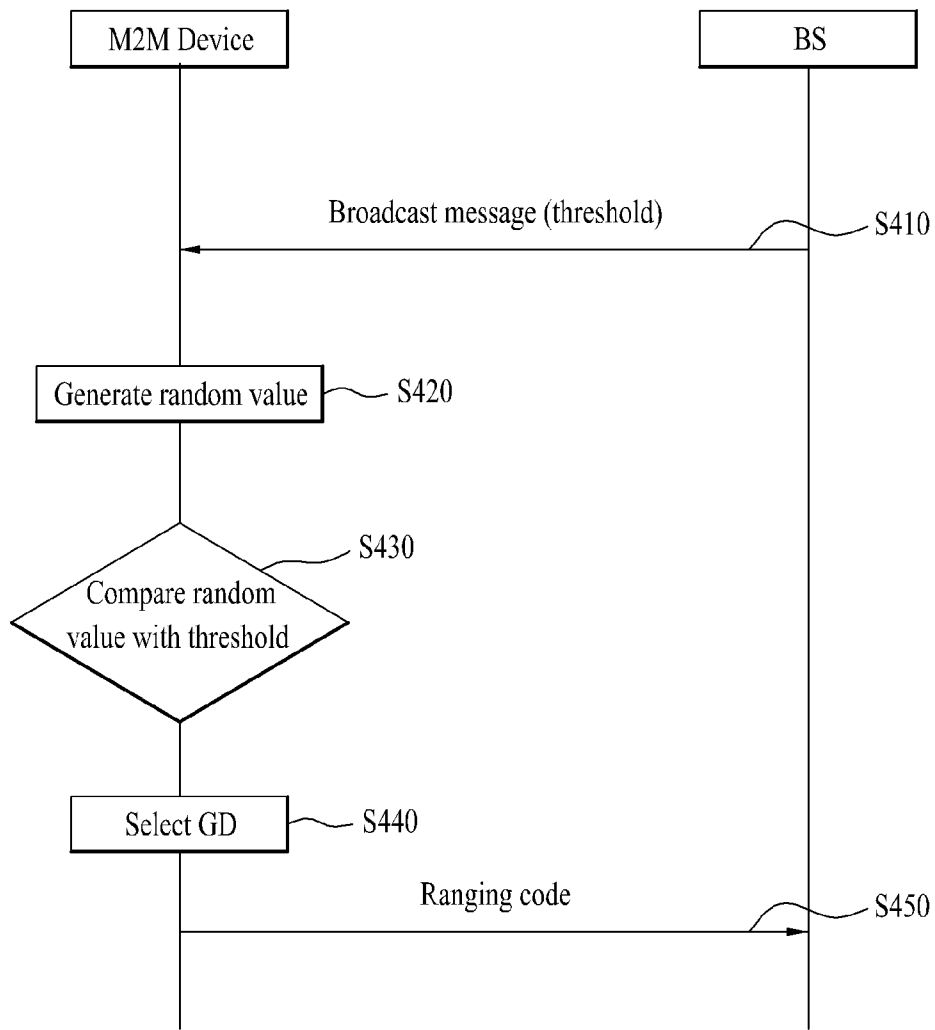 M2M Device
BS
Broadcast message (threshold)
S410
Generate random value
S420
S430
Compare random
value with threshold
Select GD
S440
Ranging code
S450